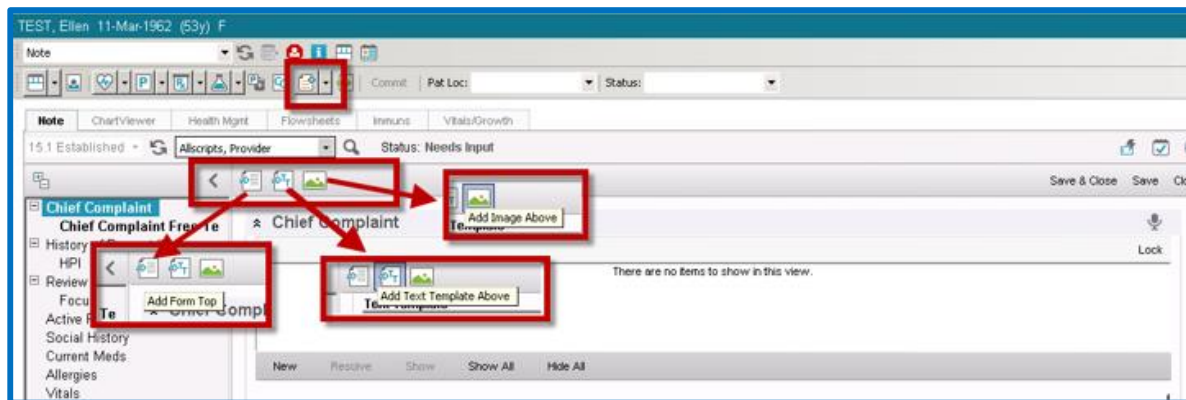 TEST, Ellen 11-Mar-1962 (53y) F
Note
Commit Pat Loc: Status:
Note ChartViewer Health Mgmt Flowsheets Immuns Vitals/Growth
15.1 Established Allscripts, Provider Status: Needs Input
Save & Close Save
Chief Complaint
Chief Complaint Free Te
Chief Complaint
Add Image Above
Template
Lock
History
HPI
There are no items to show in this view.
Review
Add Form Top
Add Text Template Above
Text Template
Focu
Te
Chief Comp
Active
Social History
Current Meds
New Resolve Show Show All Hide All
Allergies
Vitals